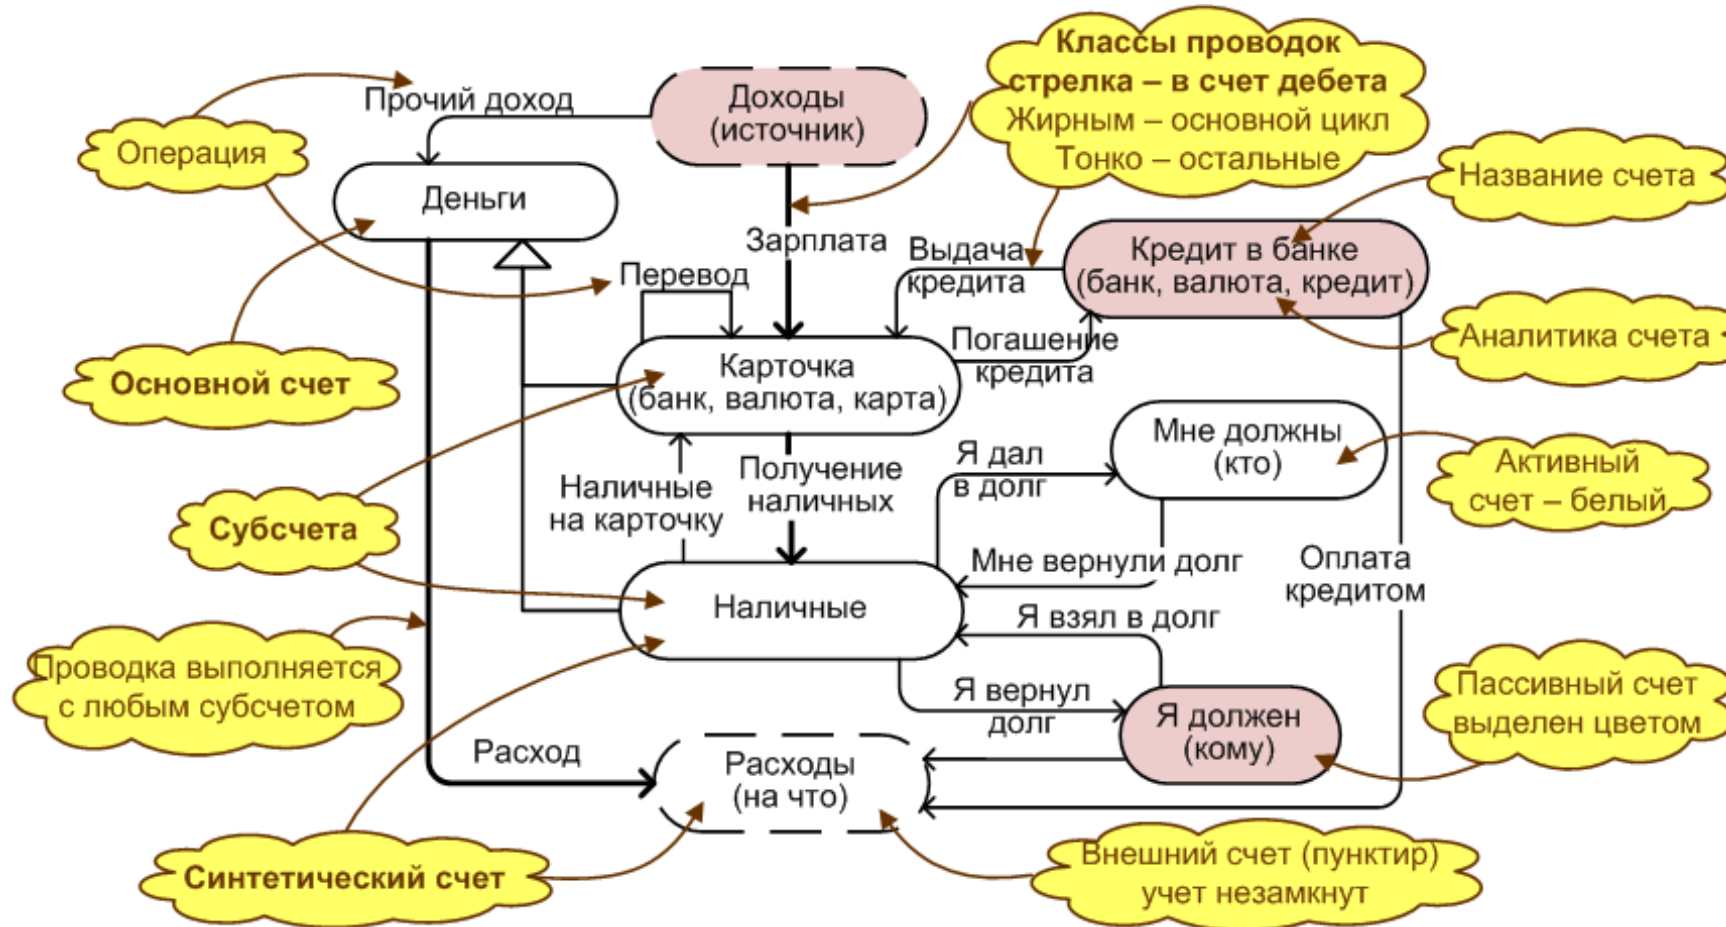 Классы проводок
стрелка – в счет дебета
Жирным – основной цикл
Тонко – остальные
Прочий доход
Доходы
(источник)
Операция
Название счета
Деньги
Зарплата
Выдача
кредита
Кредит в банке
(банк, валюта, кредит)
Перевод
Аналитика счета
Погашение
кредита
Основной счет
Карточка
(банк, валюта, карта)
Мне должны
(кто)
Я дал
в долг
Активный
счет – белый
Получение
наличных
Наличные
на карточку
Субсчета
Мне вернули долг
Оплата
кредитом
Наличные
Я взял в долг
Проводка выполняется
с любым субсчетом
Я вернул
долг
Я должен
(кому)
Пассивный счет
выделен цветом
Расход
Расходы
(на что)
Синтетический счет
Внешний счет (пунктир)
учет незамкнут